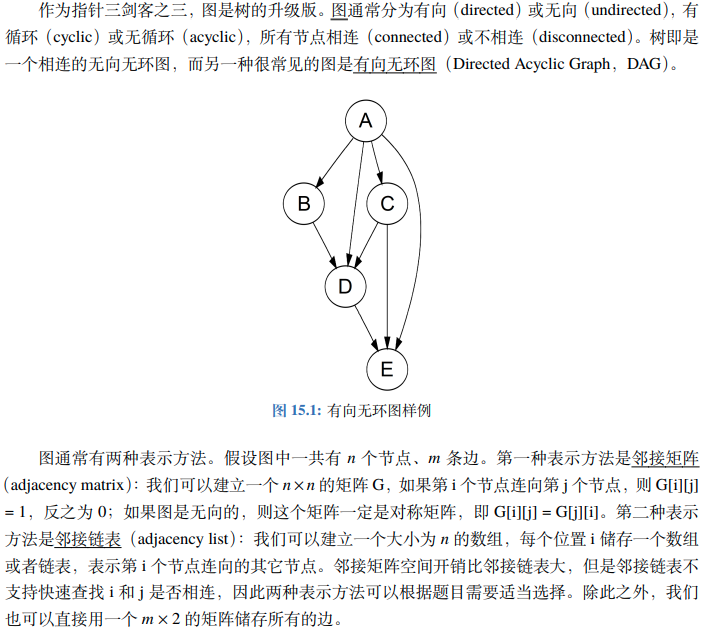 作为指针三剑客之三，图是树的升级版。图通常分为有向（directed）或无向（undirected），有
循环（cyclic）或无循环（acyclic），所有节点相连（connected）或不相连（disconnected）。树即是
一个相连的无向无环图，而另一种很常见的图是有向无环图（Directed Acyclic Graph，DAG）。
A
B
C
D
E
图 15.1: 有向无环图样例
图通常有两种表示方法。假设图中一共有 n 个节点、m 条边。第一种表示方法是邻接矩阵
（adjacency matrix）：我们可以建立一个 n×n 的矩阵 G，如果第 i 个节点连向第 j 个节点，则 G[i][j]
= 1，反之为 0；如果图是无向的，则这个矩阵一定是对称矩阵，即 G[i][j] = G[j][i]。第二种表示
方法是邻接链表（adjacency list）：我们可以建立一个大小为 n 的数组，每个位置 i 储存一个数组
或者链表，表示第 i 个节点连向的其它节点。邻接矩阵空间开销比邻接链表大，但是邻接链表不
支持快速查找 i 和 j 是否相连，因此两种表示方法可以根据题目需要适当选择。除此之外，我们
也可以直接用一个 m × 2 的矩阵储存所有的边。